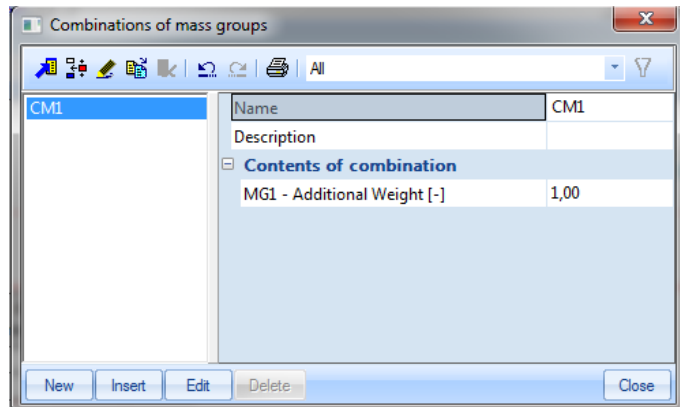 Combinations of mass groups
All
CM1
Name CM1
Description
Contents of combination
MG1 - Additional Weight [-] 1,00
New Insert Edit Delete Close